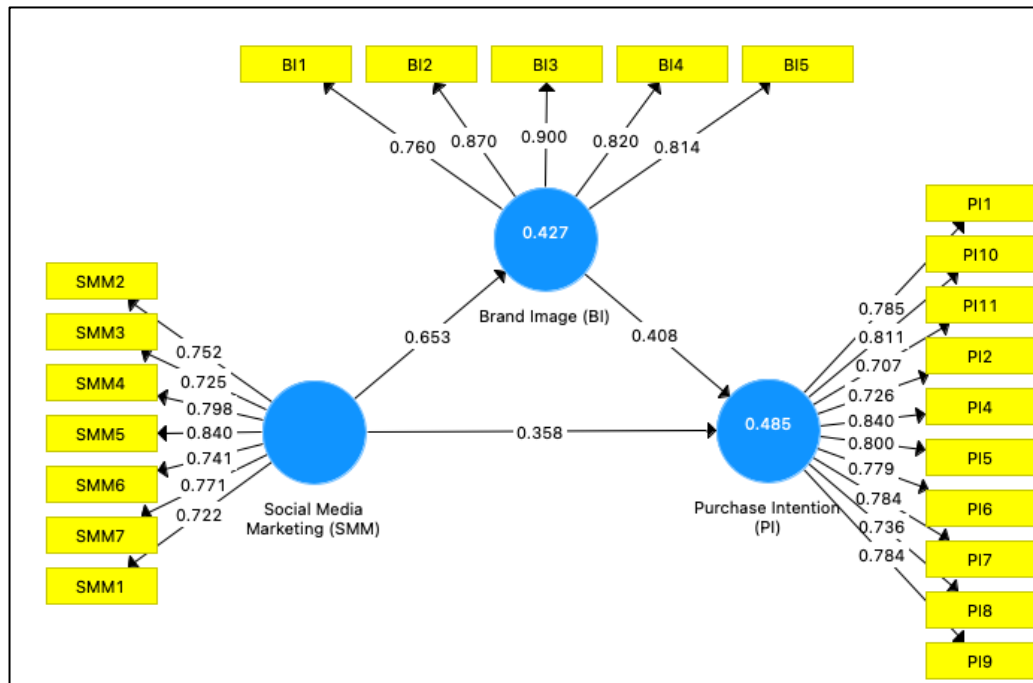 BI1
BI2
BI3
BI4
BI5
0.760
0.870
0.900
0.820
0.814
0.427
Brand Image (BI)
SMM2
SMM3
SMM4
SMM5
SMM6
SMM7
SMM1
0.752
0.725
0.798
0.840
0.741
0.771
0.722
Social Media
Marketing (SMM)
0.653
0.408
0.358
0.485
Purchase Intention
(PI)
0.785
0.811
0.707
0.726
0.840
0.800
0.779
0.784
0.736
0.784
PI1
PI10
PI11
PI2
PI4
PI5
PI6
PI7
PI8
PI9